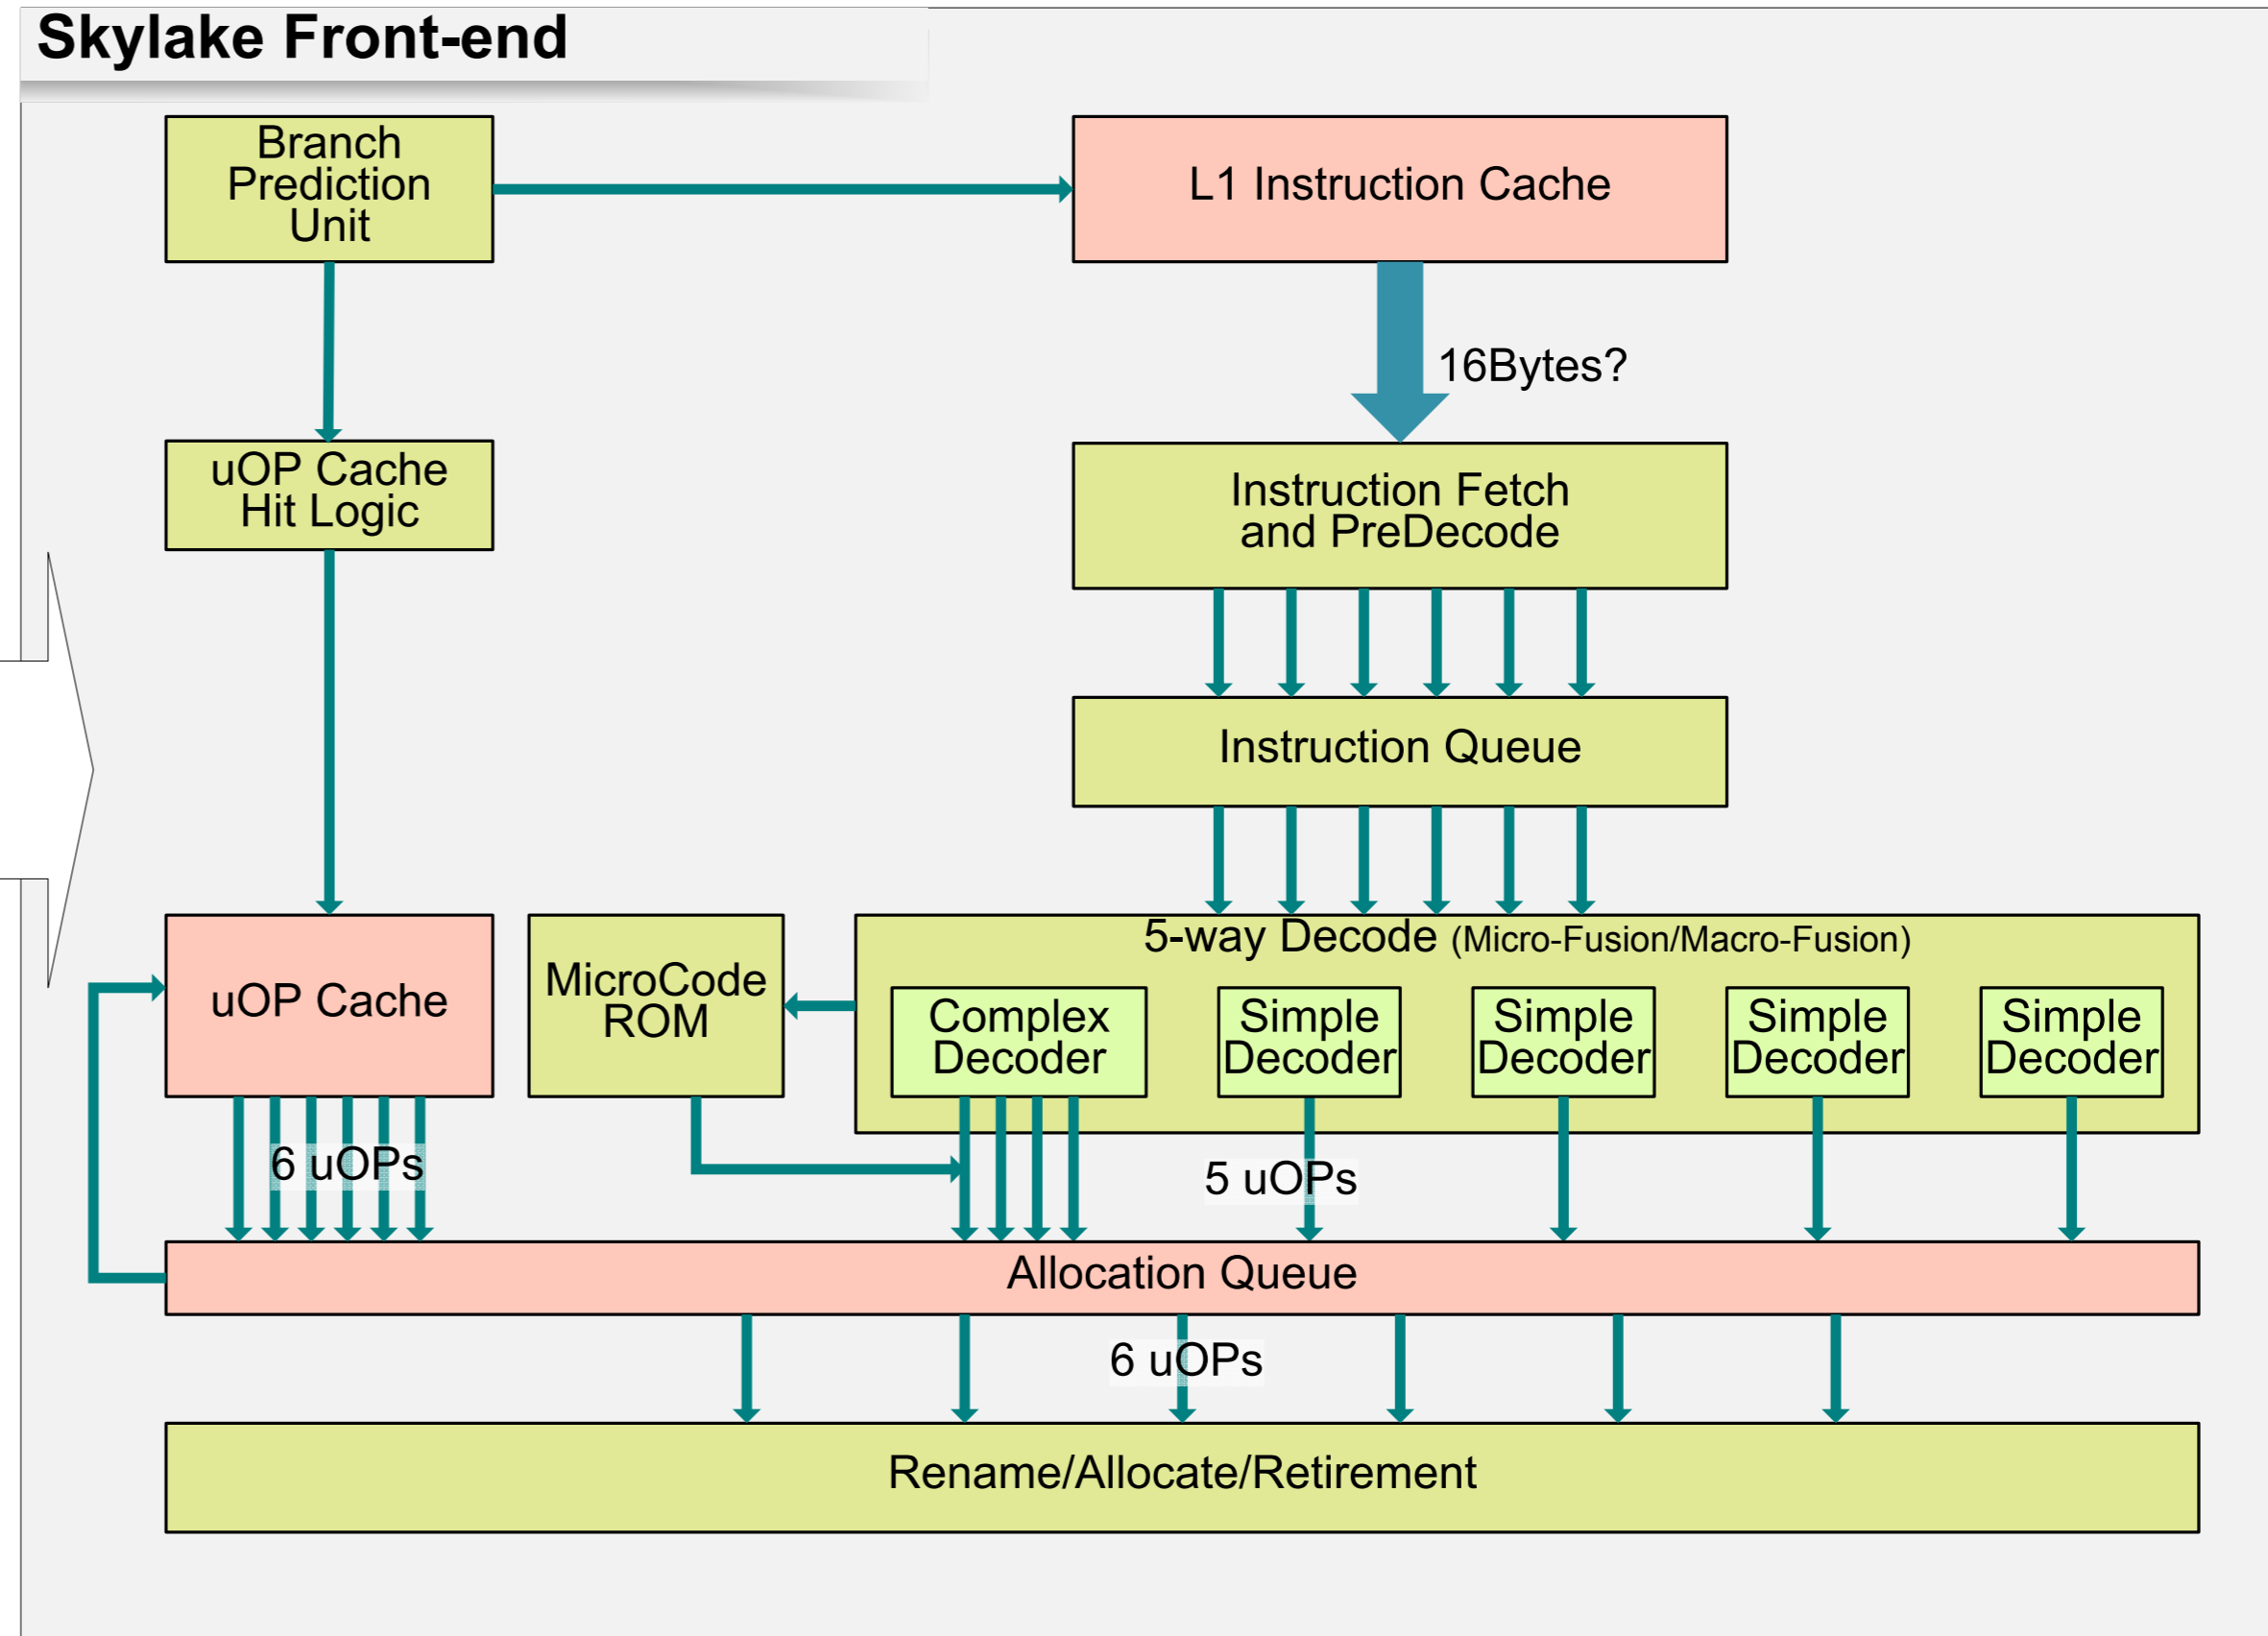 Skylake Front-end
Branch
Prediction
Unit
L1 Instruction Cache
16Bytes?
uOP Cache
Hit Logic
Instruction Fetch
and PreDecode
Instruction Queue
uOP Cache
MicroCode
ROM
5-way Decode (Micro-Fusion/Macro-Fusion)
Complex
Decoder
Simple
Decoder
Simple
Decoder
Simple
Decoder
Simple
Decoder
6 uOPs
5 uOPs
Allocation Queue
6 uOPs
Rename/Allocate/Retirement